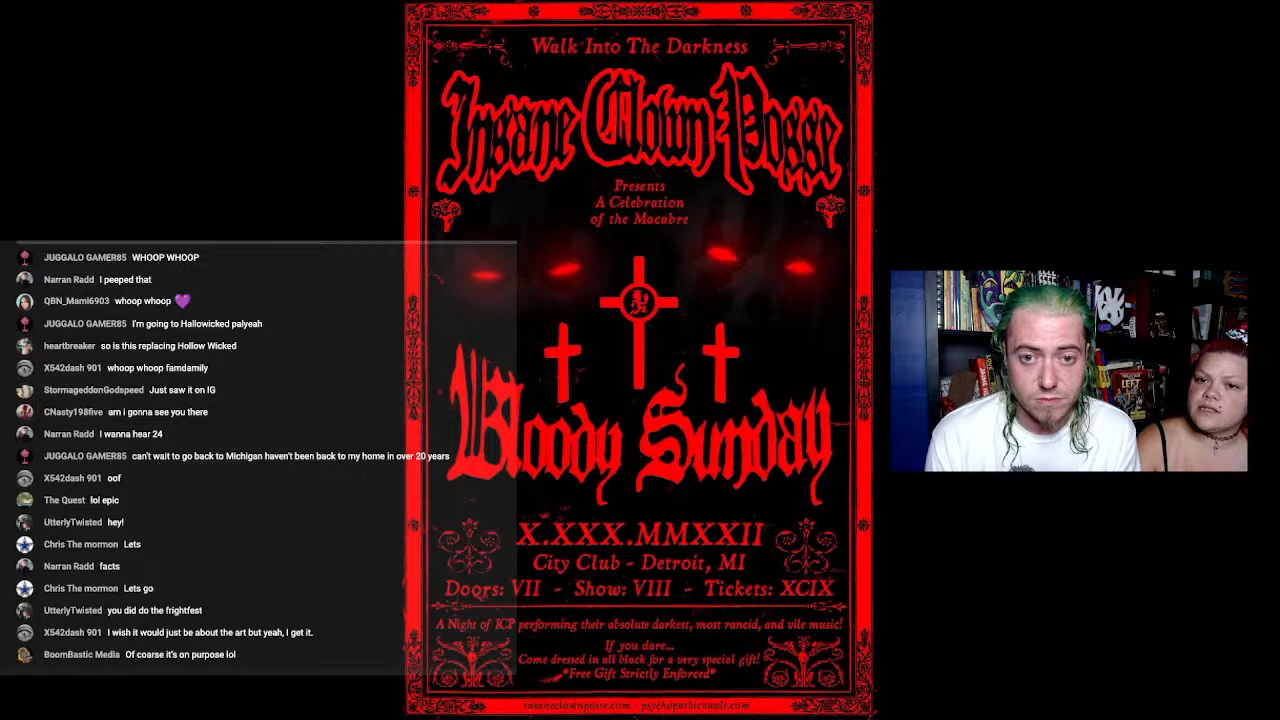 JUGGALO GAMER85 WHOOP WHOOP
Narran Radd I peeped that
QBN_Mami6903 whoop whoop 💜
JUGGALO GAMER85 I'm going to Hallowicked palyeah
heartbreaker so is this replacing Hollow Wicked
X542dash 901 whoop whoop famdamily
StormageddonGodspeed Just saw it on IG
CNasty198five am i gonna see you there
Narran Radd I wanna hear 24
JUGGALO GAMER85 can't wait to go back to Michigan haven't been back to my home in over 20 years
X542dash 901 oof
The Quest lol epic
UtterlyTwisted hey!
Chris The mormon Lets
Narran Radd facts
Chris The mormon Lets go
UtterlyTwisted you did do the frightfest
X542dash 901 I wish it would just be about the art but yeah, I get it.
BoomBastic Media Of coarse it's on purpose lol
Walk Into The Darkness
Insane Clown Posse
Presents
A Celebration
of the Macabre
Bloody Sunday
X.XXX.MMXXII
City Club - Detroit, MI
Doors: VII - Show: VIII - Tickets: XCIX
A Night of ICP performing their absolute darkest, most rancid, and vile music!
If you dare...
Come dressed in all black for a very special gift!
*Free Gift Strictly Enforced*
insaneclownposse.com - psychopathicvault.com
LEFT